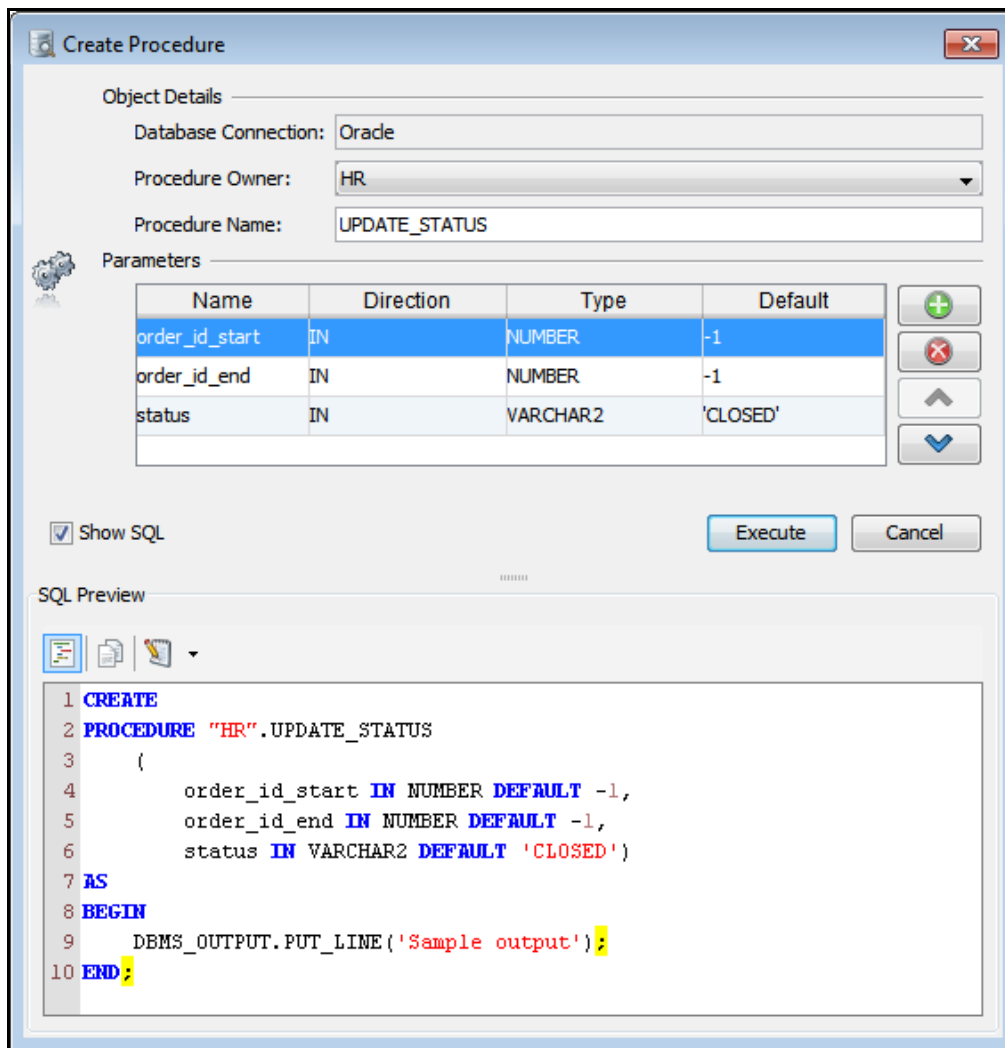 Create Procedure
Object Details
Database Connection: Oracle
Procedure Owner: HR
Procedure Name: UPDATE_STATUS
Parameters
Name Direction Type Default
order_id_start IN NUMBER -1
order_id_end IN NUMBER -1
status IN VARCHAR2 'CLOSED'
Show SQL Execute Cancel
SQL Preview
1 CREATE
2 PROCEDURE "HR".UPDATE_STATUS
3 (
4 order_id_start IN NUMBER DEFAULT -1,
5 order_id_end IN NUMBER DEFAULT -1,
6 status IN VARCHAR2 DEFAULT 'CLOSED')
7 AS
8 BEGIN
9 DBMS_OUTPUT.PUT_LINE('Sample output');
10 END;